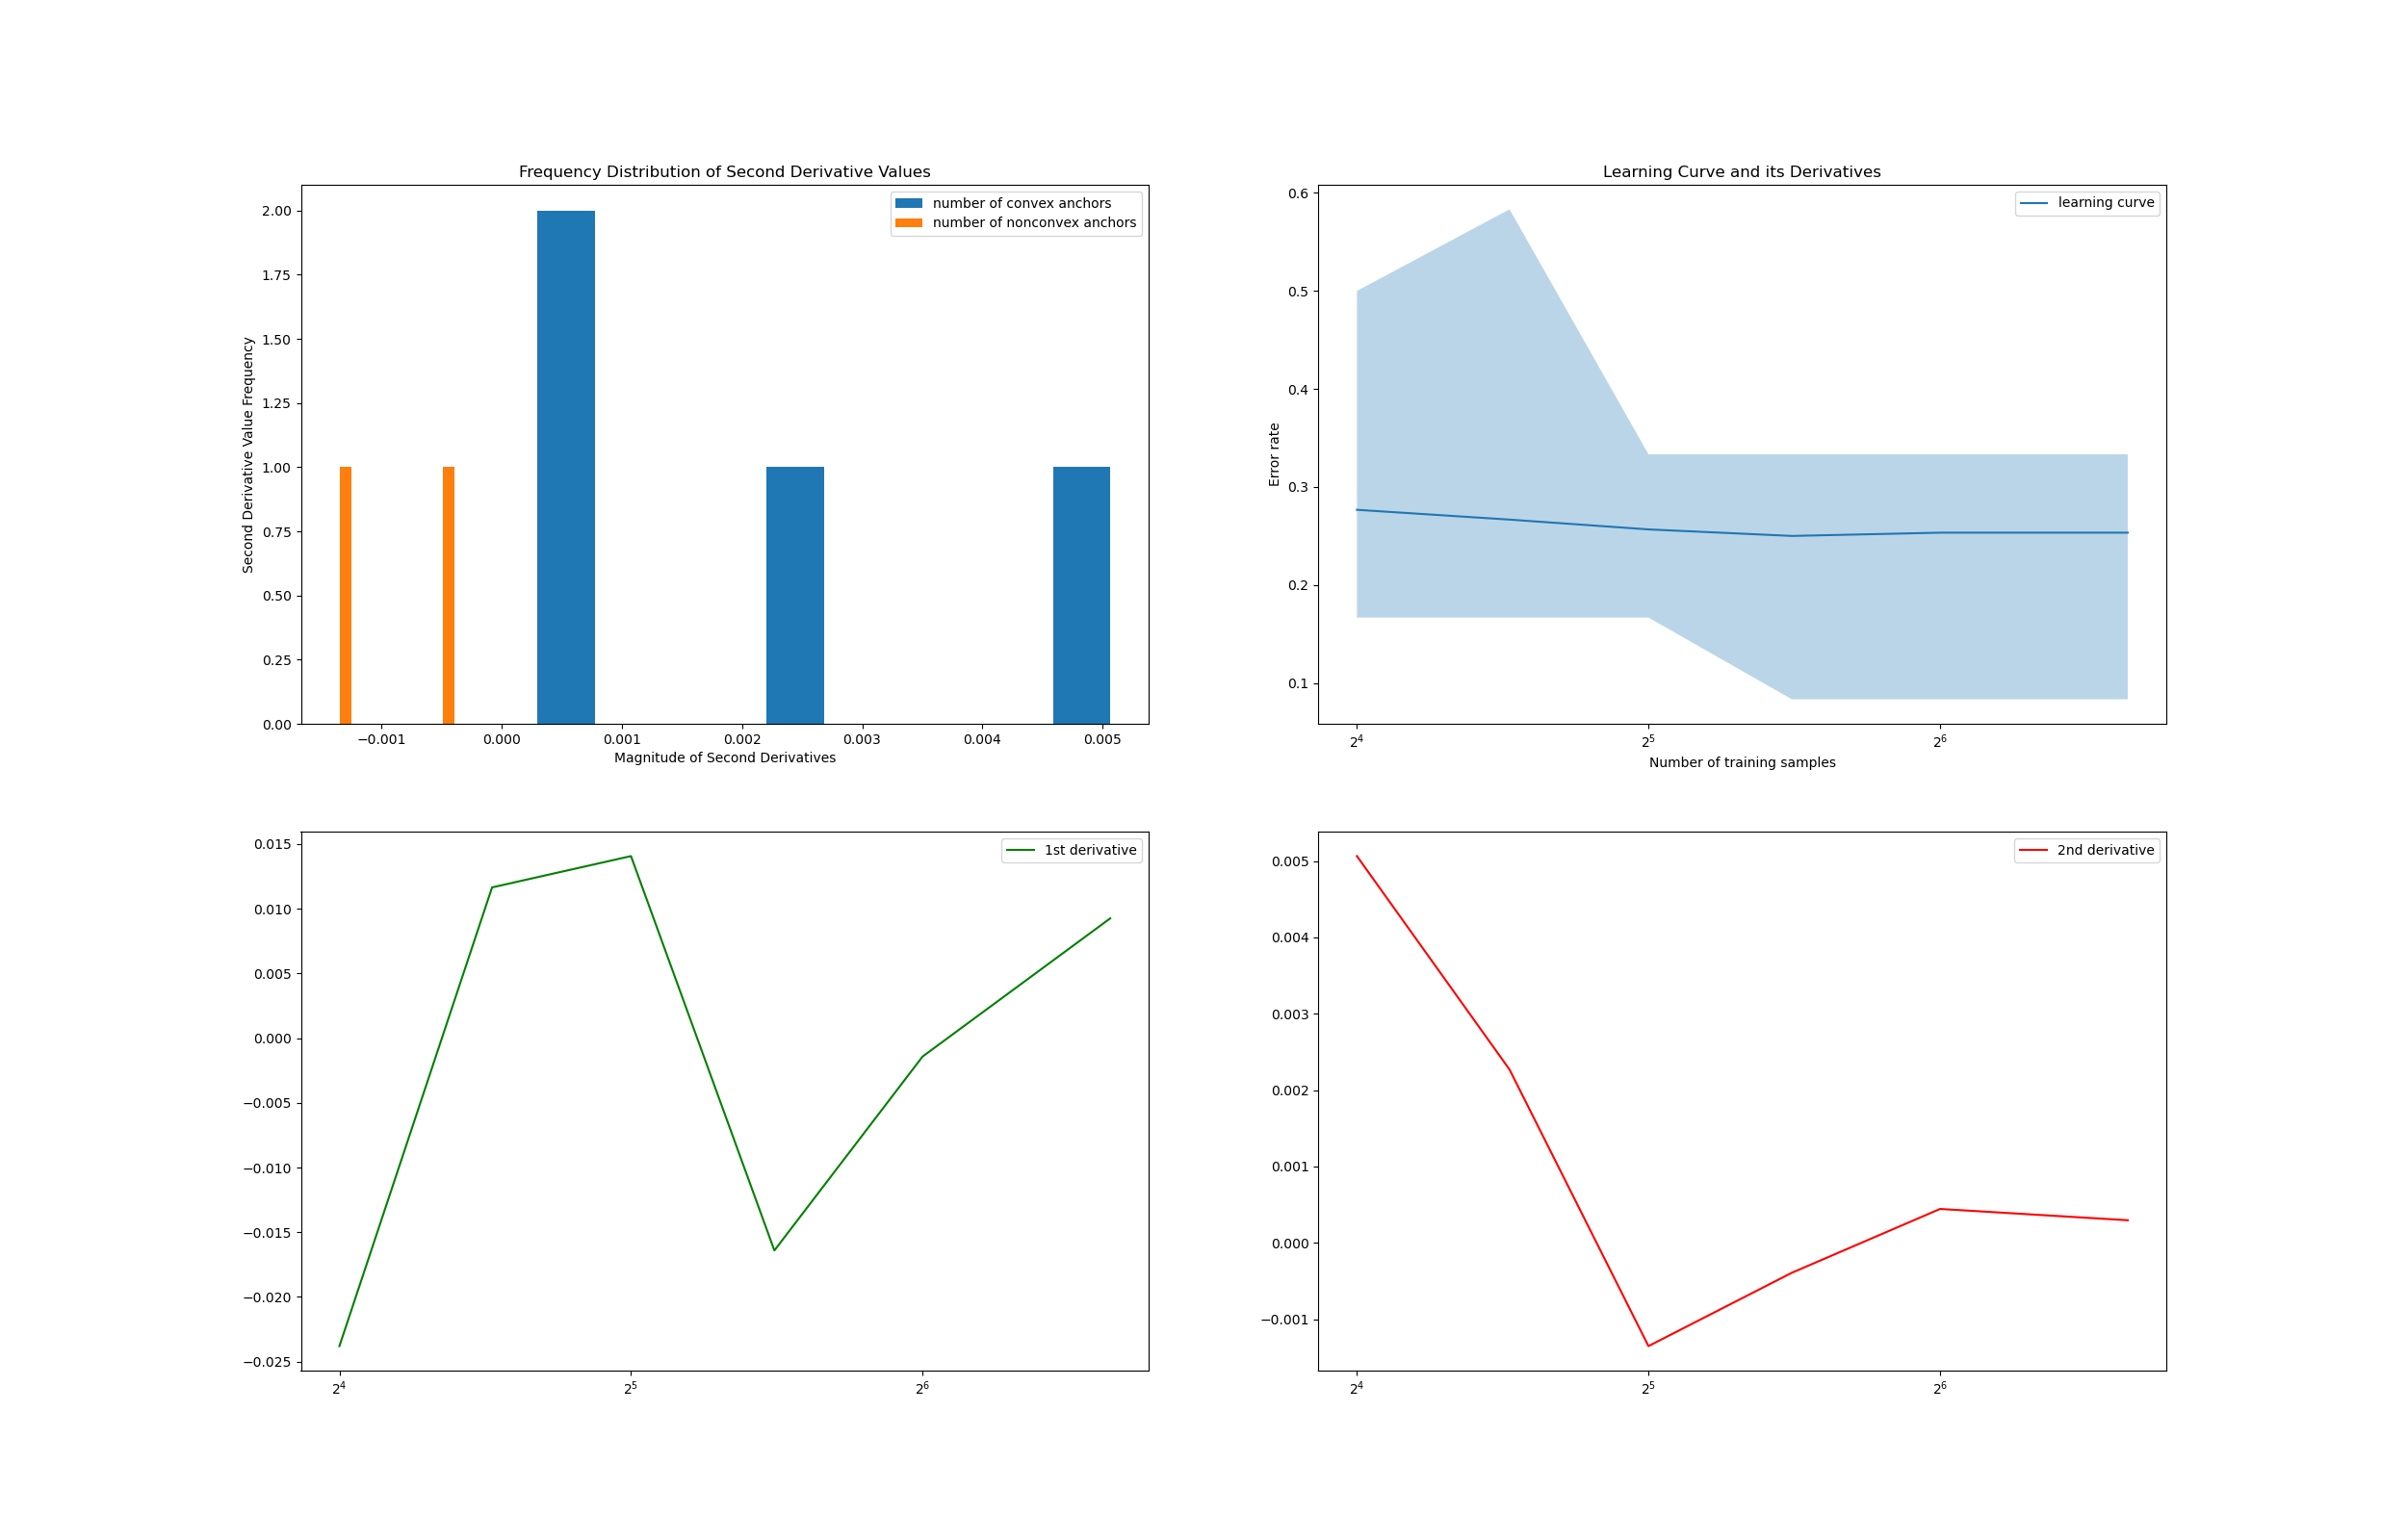 Frequency Distribution of Second Derivative Values
number of convex anchors
number of nonconvex anchors
2.00
1.75
1.50
1.25
1.00
0.75
0.50
0.25
0.00
Second Derivative Value Frequency
−0.001 0.000 0.001 0.002 0.003 0.004 0.005
Magnitude of Second Derivatives
Learning Curve and its Derivatives
learning curve
0.6
0.5
0.4
0.3
0.2
0.1
Error rate
2⁴ 2⁵ 2⁶
Number of training samples
1st derivative
0.015
0.010
0.005
0.000
−0.005
−0.010
−0.015
−0.020
−0.025
2⁴ 2⁵ 2⁶
2nd derivative
0.005
0.004
0.003
0.002
0.001
0.000
−0.001
2⁴ 2⁵ 2⁶